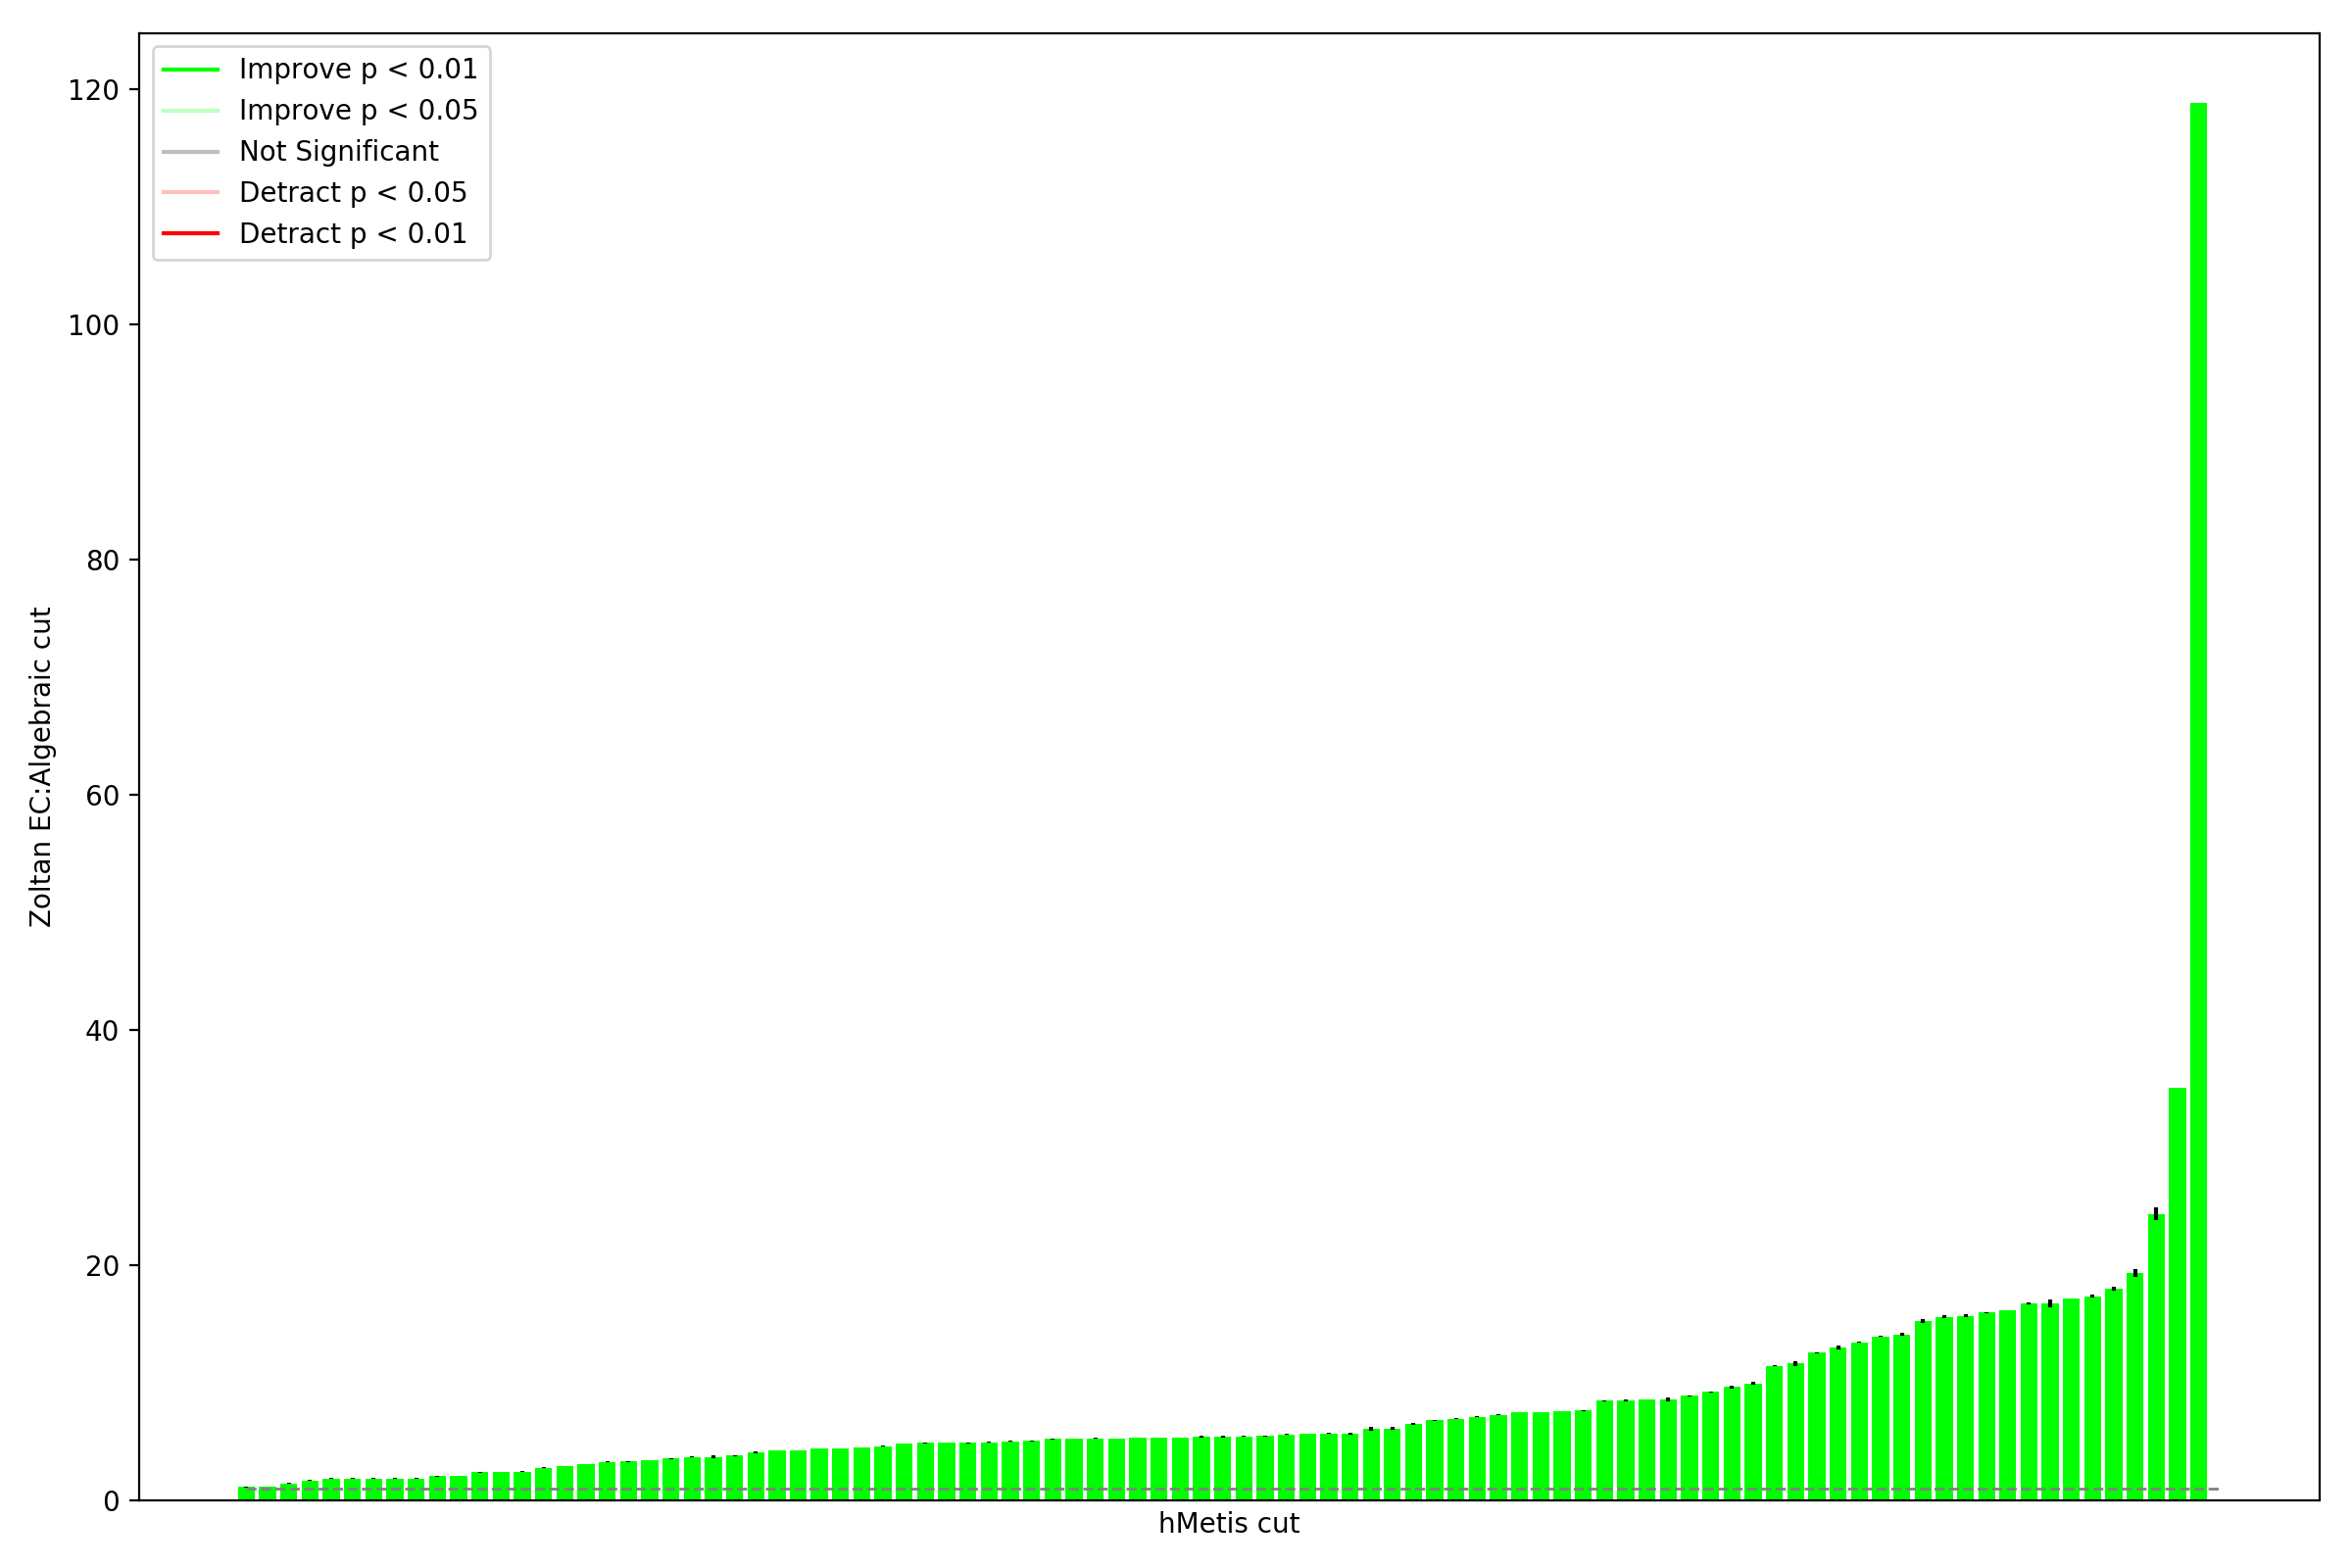 Improve p < 0.01
Improve p < 0.05
Not Significant
Detract p < 0.05
Detract p < 0.01
120
100
80
60
40
20
0
Zoltan EC:Algebraic cut
hMetis cut